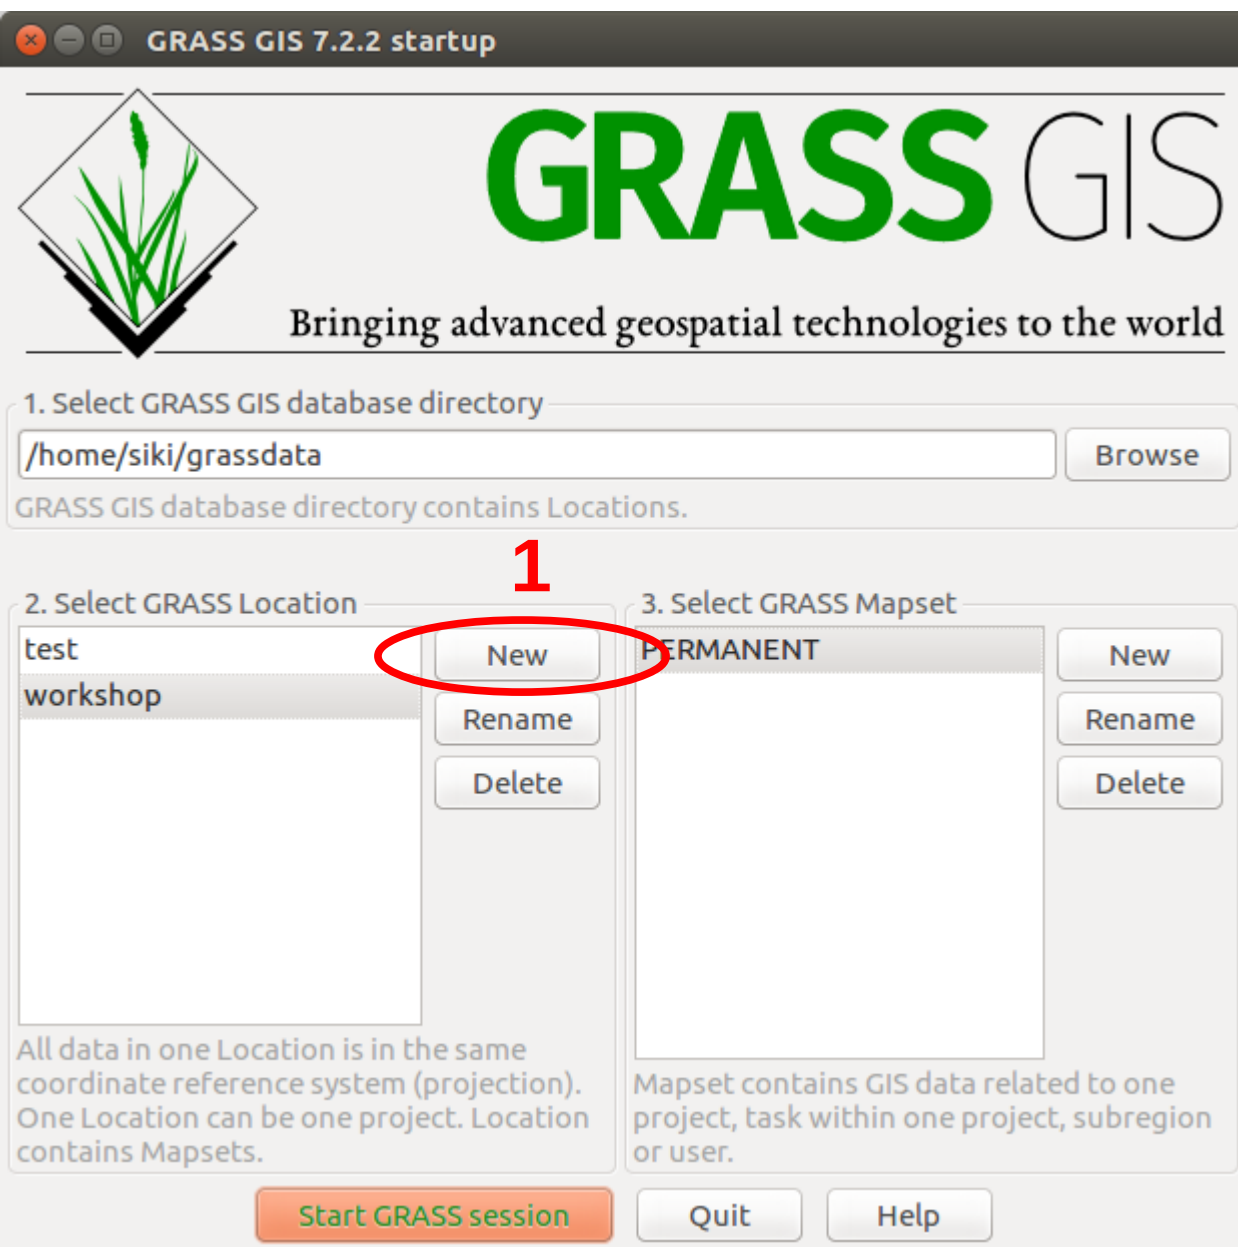 GRASS GIS 7.2.2 startup
GRASS GIS
Bringing advanced geospatial technologies to the world
1. Select GRASS GIS database directory
/home/siki/grassdata
Browse
GRASS GIS database directory contains Locations.
1
2. Select GRASS Location
test
workshop
New
Rename
Delete
All data in one Location is in the same
coordinate reference system (projection).
One Location can be one project. Location
contains Mapsets.
3. Select GRASS Mapset
PERMANENT
New
Rename
Delete
Mapset contains GIS data related to one
project, task within one project, subregion
or user.
Start GRASS session
Quit
Help